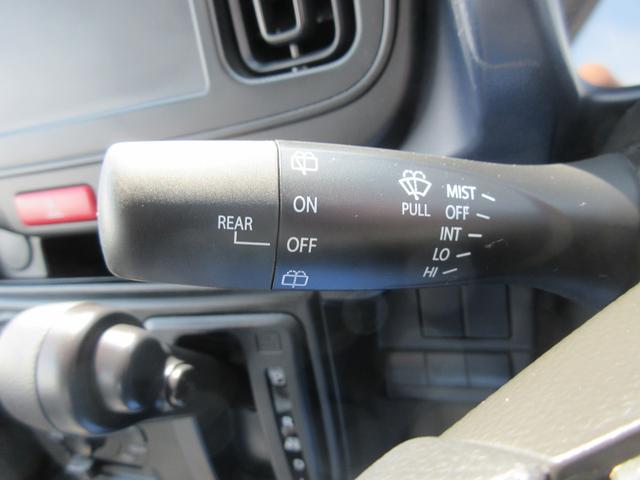 ON
REAR
OFF
PULL
MIST
OFF
INT
LO
HI